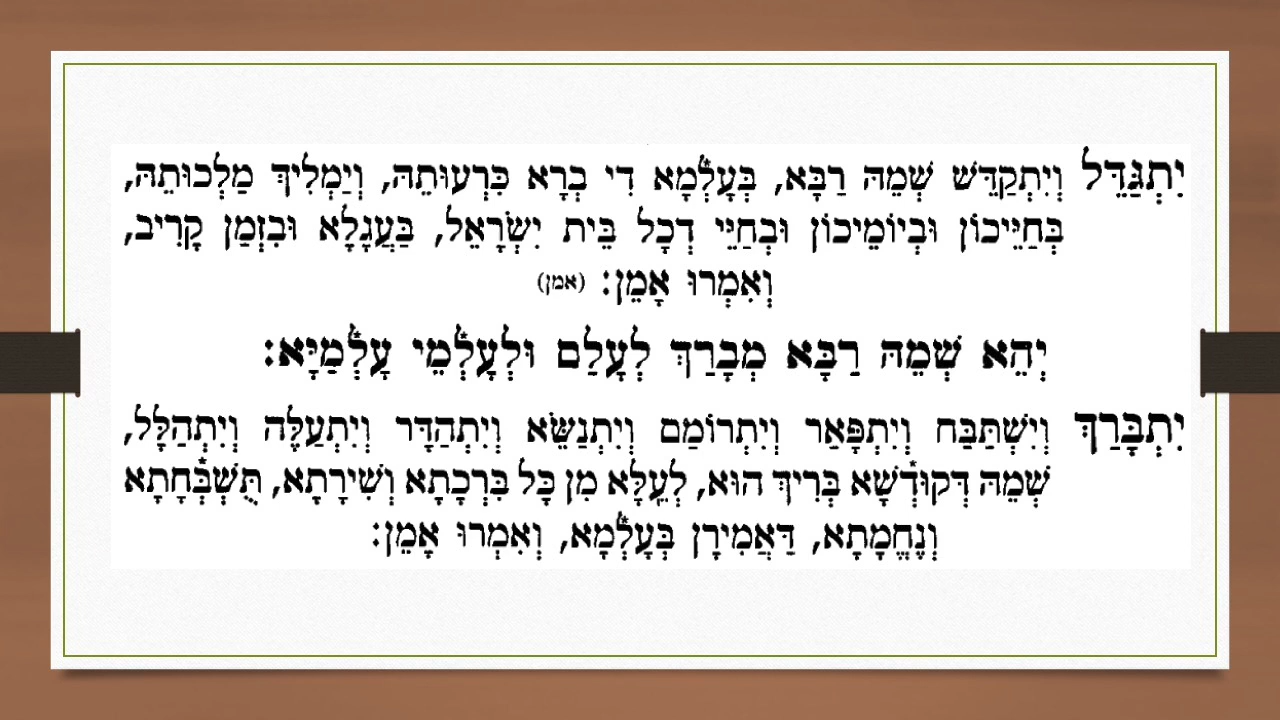 יִתְגַּדֵּל וְיִתְקַדֵּשׁ שְׁמֵהּ רַבָּא, בְּעָלְמָא דִי בְרָא כִּרְעוּתֵהּ, וְיַמְלִיךְ מַלְכוּתֵהּ,
בְּחַיֵּיכוֹן וּבְיוֹמֵיכוֹן וּבְחַיֵּי דְכָל בֵּית יִשְׂרָאֵל, בַּעֲגָלָא וּבִזְמַן קָרִיב,
וְאִמְרוּ אָמֵן: (אמן)
יְהֵא שְׁמֵהּ רַבָּא מְבָרַךְ לְעָלַם וּלְעָלְמֵי עָלְמַיָּא:
יִתְבָּרַךְ וְיִשְׁתַּבַּח וְיִתְפָּאַר וְיִתְרוֹמַם וְיִתְנַשֵּׂא וְיִתְהַדָּר וְיִתְעַלֶּה וְיִתְהַלָּל,
שְׁמֵהּ דְּקוּדְשָׁא בְּרִיךְ הוּא, לְעֵלָּא מִן כָּל בִּרְכָתָא וְשִׁירָתָא, תֻּשְׁבְּחָתָא
וְנֶחֱמָתָא, דַּאֲמִירָן בְּעָלְמָא, וְאִמְרוּ אָמֵן: